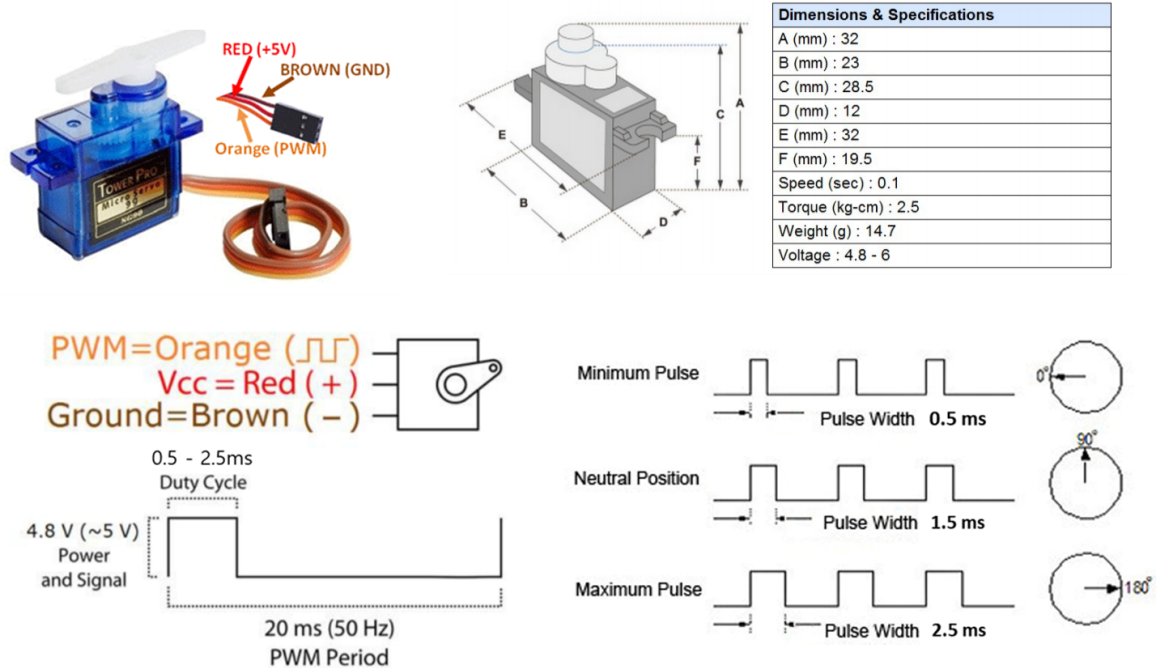 RED (+5V)
BROWN (GND)
Orange (PWM)
TOWER PRO
Micro Servo
9g
SG90
A
C
E
F
B
D
Dimensions & Specifications
A (mm) : 32
B (mm) : 23
C (mm) : 28.5
D (mm) : 12
E (mm) : 32
F (mm) : 19.5
Speed (sec) : 0.1
Torque (kg-cm) : 2.5
Weight (g) : 14.7
Voltage : 4.8 - 6
PWM=Orange (⎍⎍)
Vcc = Red ( + )
Ground=Brown ( − )
0.5 - 2.5ms
Duty Cycle
4.8 V (~5 V)
Power
and Signal
20 ms (50 Hz)
PWM Period
Minimum Pulse
Pulse Width 0.5 ms
0°
Neutral Position
Pulse Width 1.5 ms
90°
Maximum Pulse
Pulse Width 2.5 ms
180°